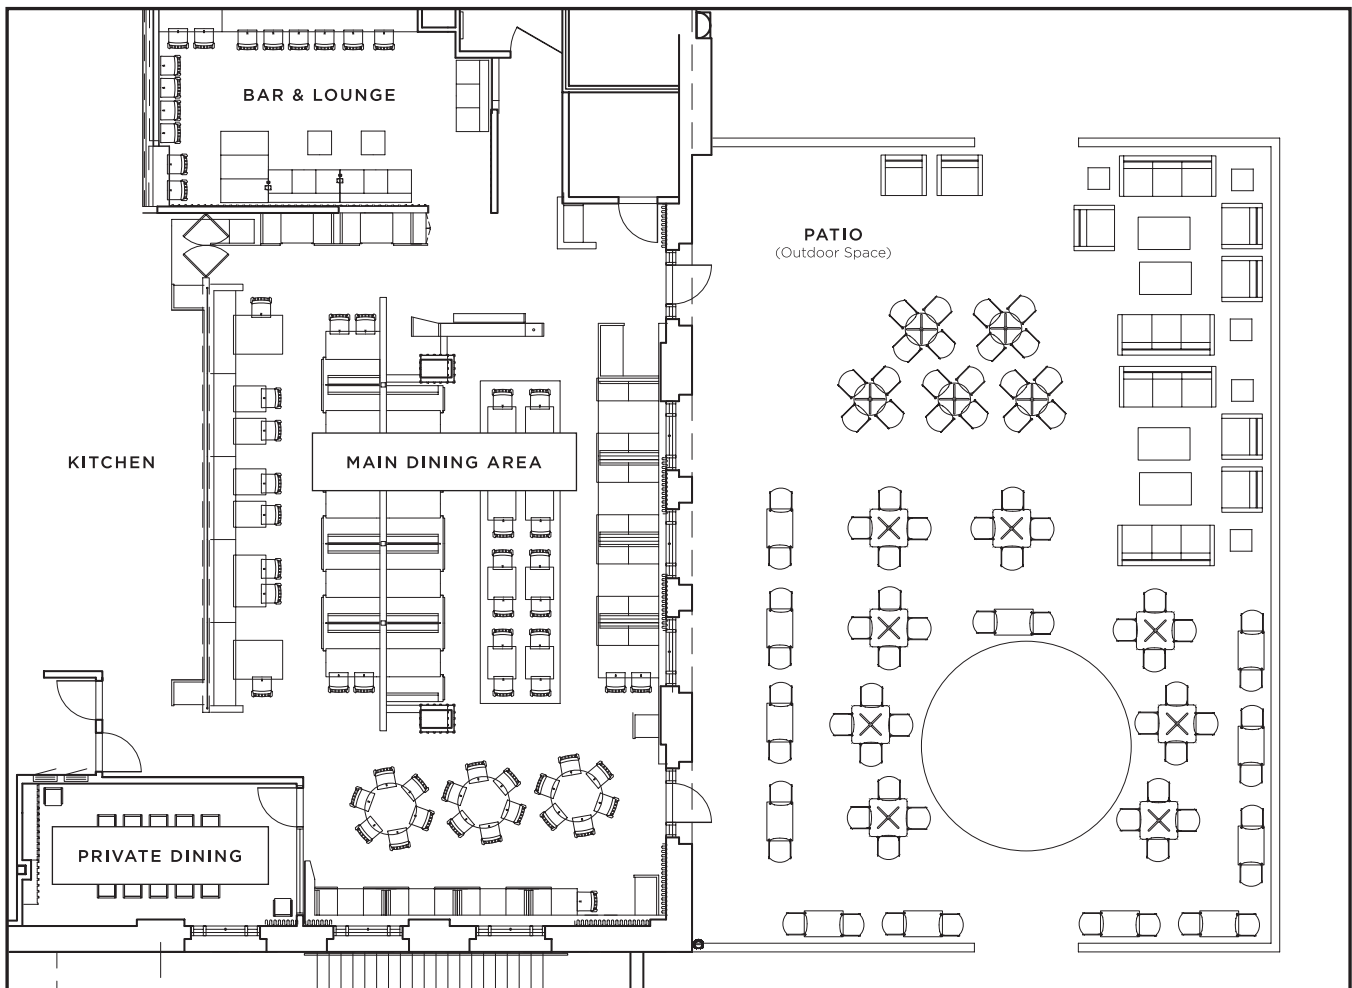 BAR & LOUNGE
PATIO
(Outdoor Space)
KITCHEN
MAIN DINING AREA
PRIVATE DINING